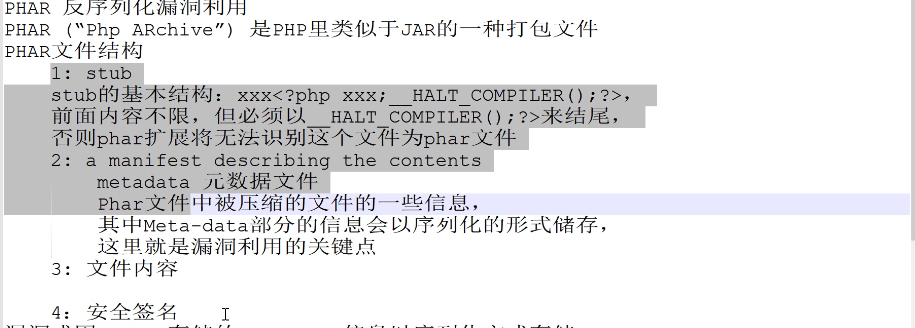 PHAR 反序列化漏洞利用
PHAR (“Php ARchive”) 是PHP里类似于JAR的一种打包文件
PHAR文件结构
1: stub
stub的基本结构：xxx<?php xxx;__HALT_COMPILER();?>，
前面内容不限，但必须以__HALT_COMPILER();?>来结尾，
否则phar扩展将无法识别这个文件为phar文件
2: a manifest describing the contents
metadata 元数据文件
Phar文件中被压缩的文件的一些信息，
其中Meta-data部分的信息会以序列化的形式储存，
这里就是漏洞利用的关键点
3: 文件内容
4: 安全签名